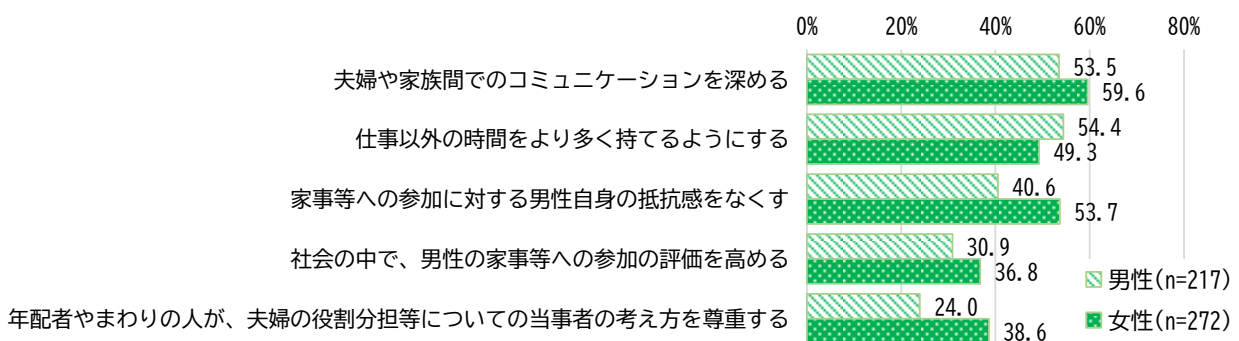 0% 20% 40% 60% 80%
夫婦や家族間でのコミュニケーションを深める 53.5
59.6
仕事以外の時間をより多く持てるようにする 54.4
49.3
家事等への参加に対する男性自身の抵抗感をなくす 40.6
53.7
社会の中で、男性の家事等への参加の評価を高める 30.9
36.8
男性(n=217)
年配者やまわりの人が、夫婦の役割分担等についての当事者の考え方を尊重する 24.0
38.6
女性(n=272)